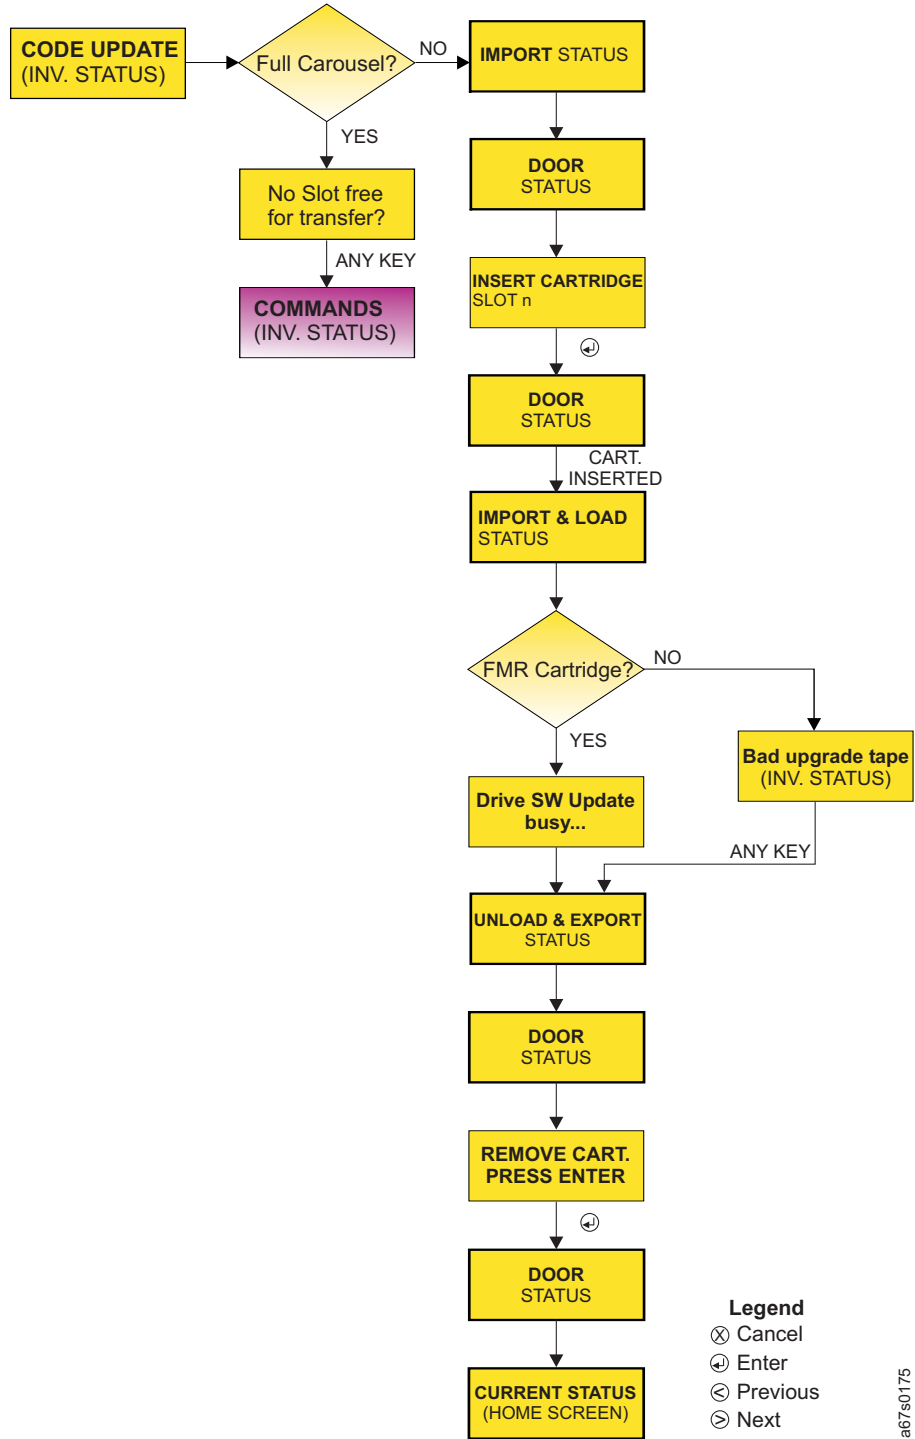 CODE UPDATE
(INV. STATUS)
Full Carousel?
NO
IMPORT STATUS
YES
No Slot free
for transfer?
ANY KEY
COMMANDS
(INV. STATUS)
DOOR
STATUS
INSERT CARTRIDGE
SLOT n
DOOR
STATUS
CART.
INSERTED
IMPORT & LOAD
STATUS
FMR Cartridge?
NO
YES
Bad upgrade tape
(INV. STATUS)
Drive SW Update
busy...
ANY KEY
UNLOAD & EXPORT
STATUS
DOOR
STATUS
REMOVE CART.
PRESS ENTER
DOOR
STATUS
CURRENT STATUS
(HOME SCREEN)
Legend
Cancel
Enter
Previous
Next
a67s0175